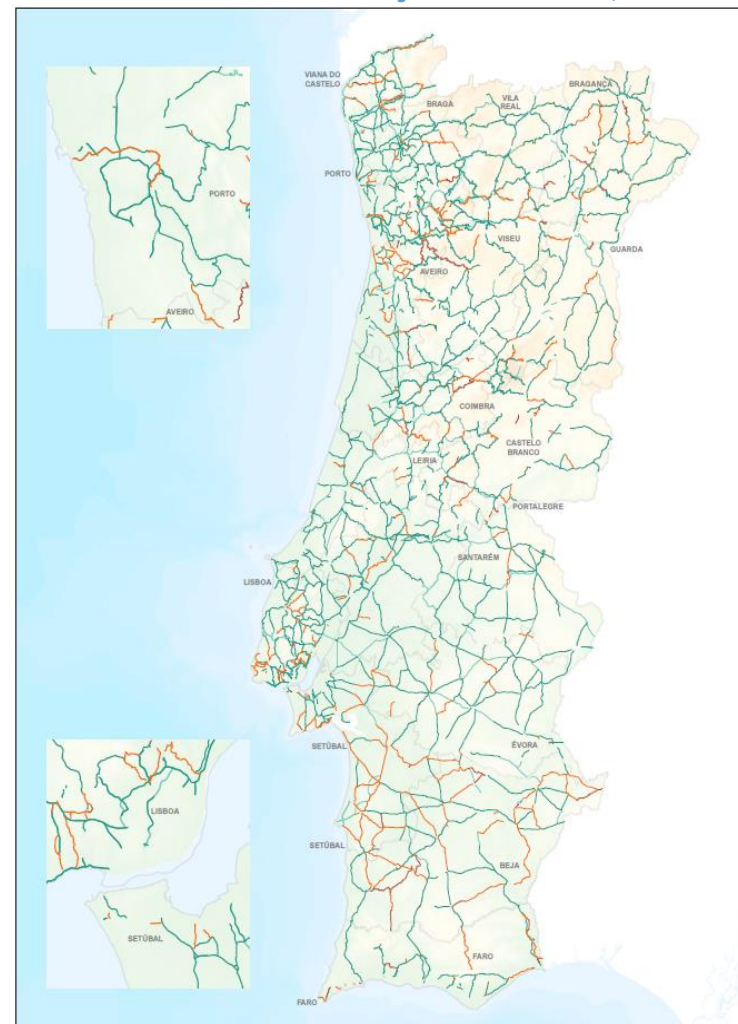 VIANA DO
CASTELO
BRAGA
VILA
REAL
BRAGANÇA
PORTO
PORTO
VISEU
GUARDA
AVEIRO
AVEIRO
COIMBRA
CASTELO
BRANCO
LEIRIA
PORTALEGRE
SANTARÉM
LISBOA
SETÚBAL
ÉVORA
LISBOA
SETÚBAL
BEJA
SETÚBAL
FARO
FARO